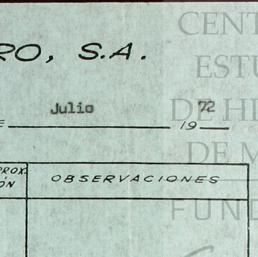 RO, S.A.
Julio 72
E 19
PROX. OBSERVACIONES
ÓN
CENT
ESTU
DE HI
DE M
FUND